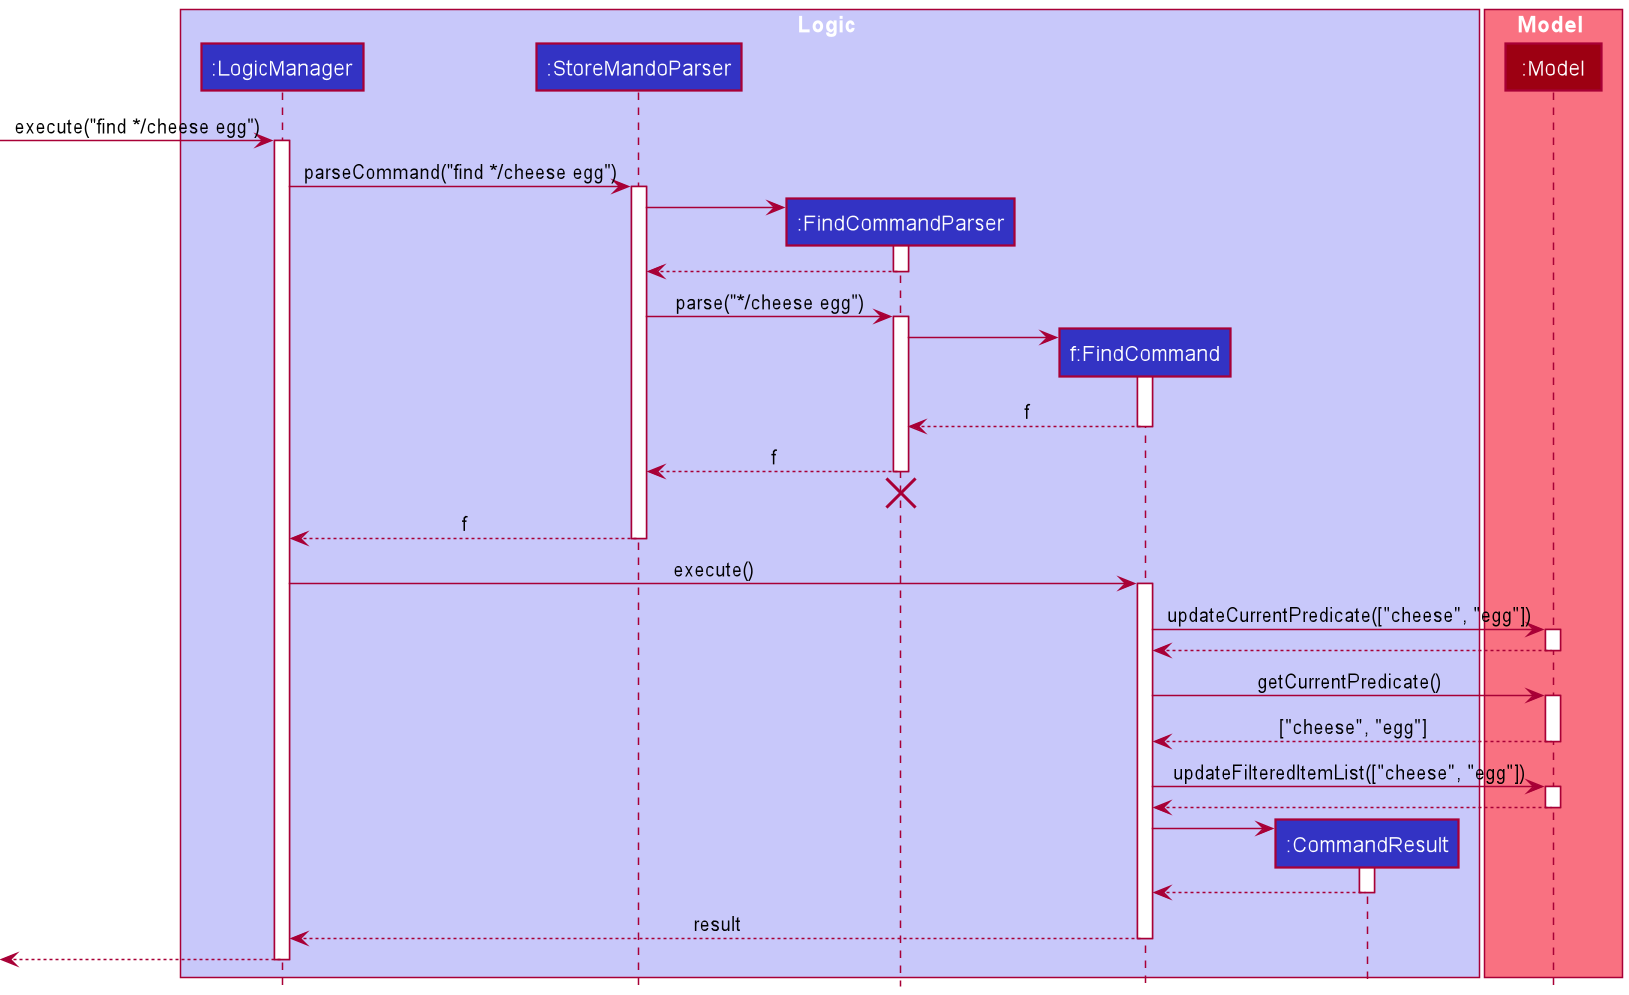 Logic
Model
:LogicManager
:StoreMandoParser
:Model
execute("find */cheese egg")
parseCommand("find */cheese egg")
:FindCommandParser
parse("*/cheese egg")
f:FindCommand
f
f
f
execute()
updateCurrentPredicate(["cheese", "egg"])
getCurrentPredicate()
["cheese", "egg"]
updateFilteredItemList(["cheese", "egg"])
:CommandResult
result